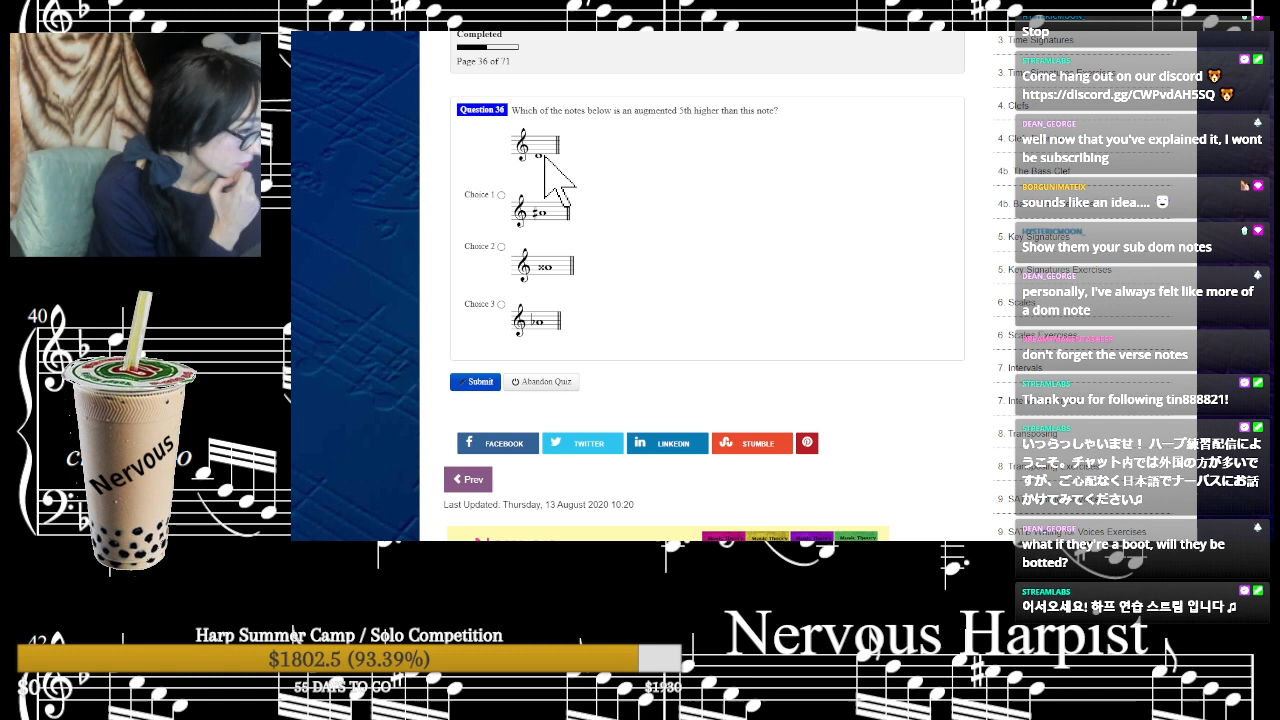 Completed
Page 36 of 71
Question 36 Which of the notes below is an augmented 5th higher than this note?
Choice 1
Choice 2
Choice 3
Submit
Abandon Quiz
FACEBOOK
TWITTER
LINKEDIN
STUMBLE
Prev
Last Updated: Thursday, 13 August 2020 10:20
3. Time Signatures
4. Clefs
4b. The Bass Clef
5. Key Signatures
5. Key Signatures Exercises
6. Scales
6. Scales Exercises
7. Intervals
8. Transposing
9. SATB Writing for Voices Exercises
Stop
STREAMLABS
Come hang out on our discord
https://discord.gg/CWPvdAH5SQ
DEAN_GEORGE
well now that you've explained it, I wont
be subscribing
BORGUNIMATEIX
sounds like an idea....
HYSTERICMOON_
Show them your sub dom notes
DEAN_GEORGE
personally, I've always felt like more of
a dom note
don't forget the verse notes
STREAMLABS
Thank you for following tin888821!
STREAMLABS
いらっしゃいませ！ ハープ練習配信によ
うこそ。チャット内では外国の方が多いで
すが、ご心配なく日本語でナーバスにお話
かけてみてください♫
DEAN_GEORGE
what if they're a boot, will they be
botted?
STREAMLABS
어서오세요! 하프 연습 스트림 입니다 ♫
40
Nervous
42
Harp Summer Camp / Solo Competition
$1802.5 (93.39%)
$0
55 DAYS TO GO
$1930
Nervous Harpist